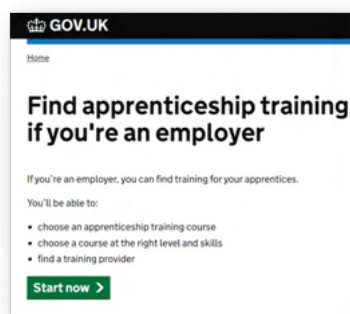 GOV.UK
Home
Find apprenticeship training
if you're an employer
If you're an employer, you can find training for your apprentices.
You'll be able to:
• choose an apprenticeship training course
• choose a course at the right level and skills
• find a training provider
Start now